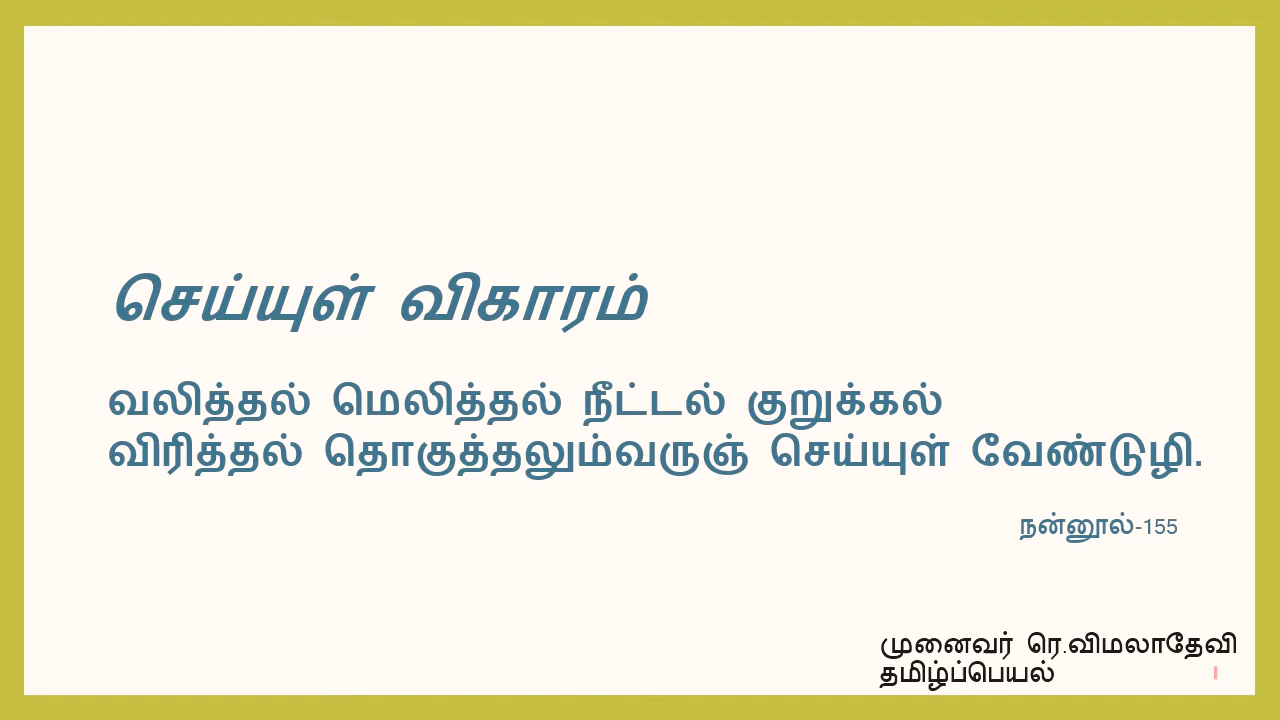 செய்யுள் விகாரம்
வலித்தல் மெலித்தல் நீட்டல் குறுக்கல்
விரித்தல் தொகுத்தலும்வருஞ் செய்யுள் வேண்டுழி.
நன்னூல்-155
முனைவர் ரெ.விமலாதேவி
தமிழ்ப்பெயல்